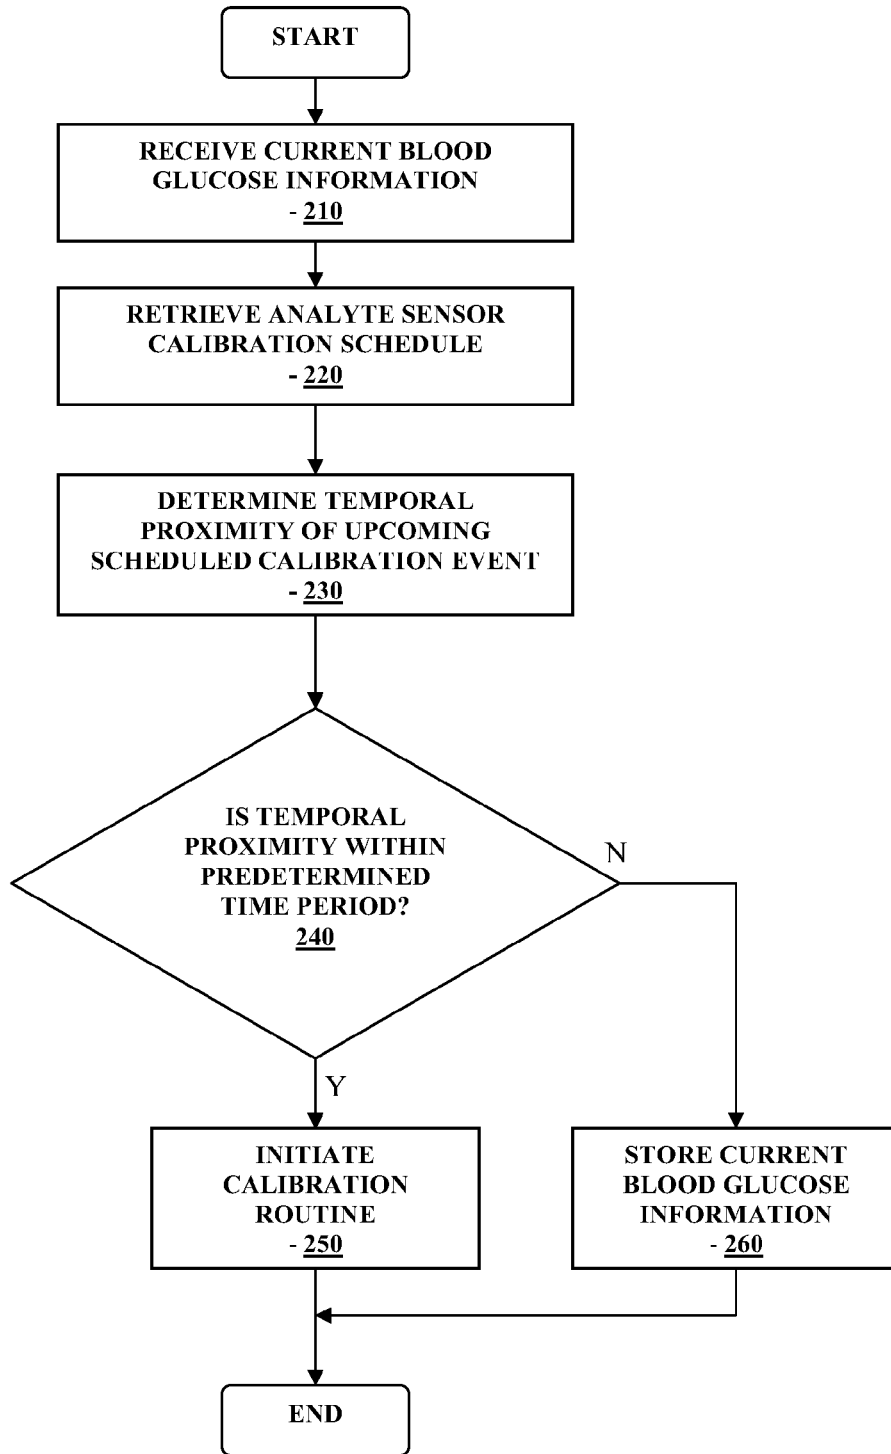 START
RECEIVE CURRENT BLOOD
GLUCOSE INFORMATION
- 210
RETRIEVE ANALYTE SENSOR
CALIBRATION SCHEDULE
- 220
DETERMINE TEMPORAL
PROXIMITY OF UPCOMING
SCHEDULED CALIBRATION EVENT
- 230
IS TEMPORAL
PROXIMITY WITHIN
PREDETERMINED
TIME PERIOD?
240
N
Y
INITIATE
CALIBRATION
ROUTINE
- 250
STORE CURRENT
BLOOD GLUCOSE
INFORMATION
- 260
END